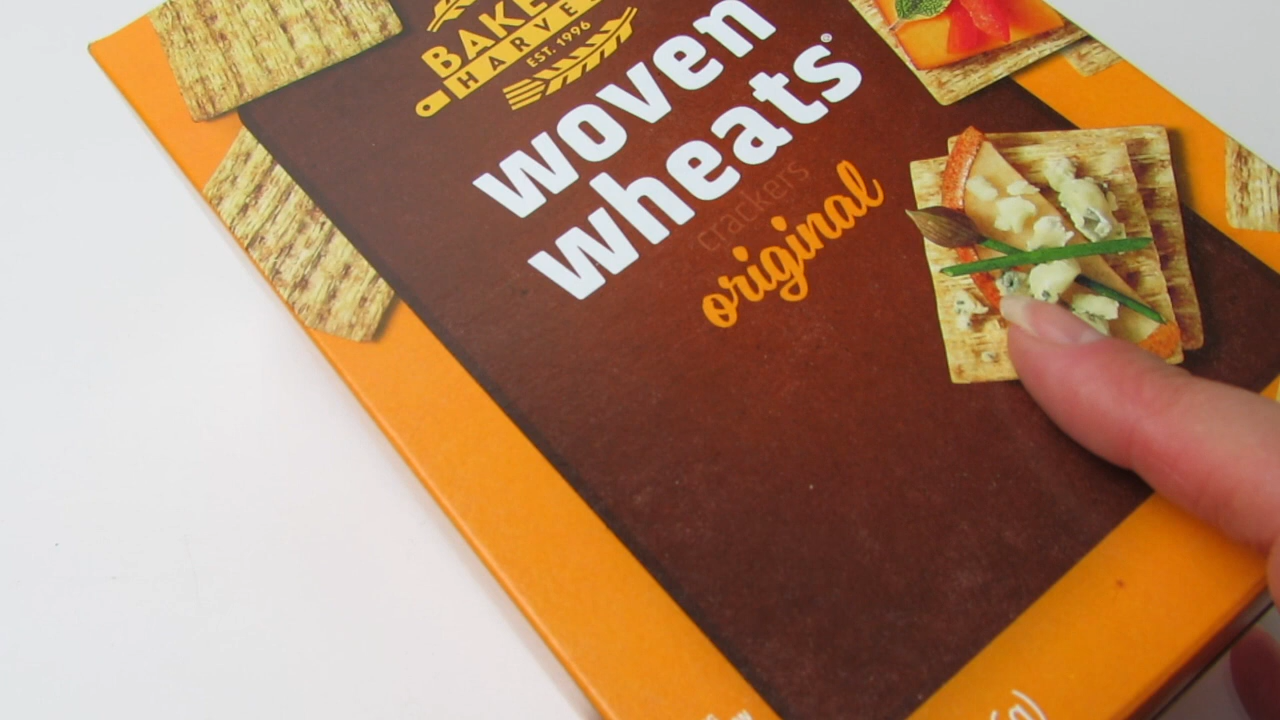 BAKE
HARVE
EST. 1996
woven
wheats®
crackers
original